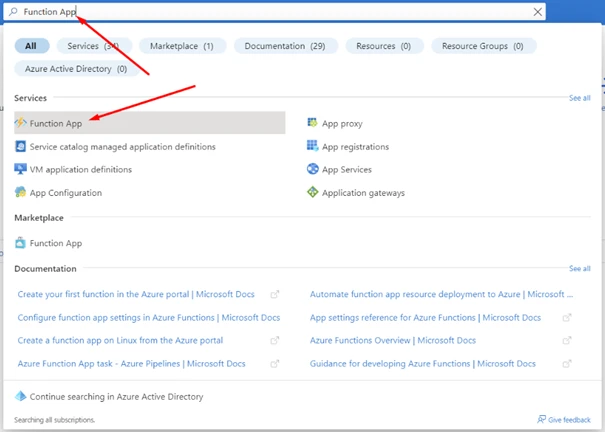 Function App
All
Services (34)
Marketplace (1)
Documentation (29)
Resources (0)
Resource Groups (0)
Azure Active Directory (0)
Services
See all
Function App
App proxy
Service catalog managed application definitions
App registrations
VM application definitions
App Services
App Configuration
Application gateways
Marketplace
Function App
Documentation
See all
Create your first function in the Azure portal | Microsoft Docs
Automate function app resource deployment to Azure | Microsoft ...
Configure function app settings in Azure Functions | Microsoft Docs
App settings reference for Azure Functions | Microsoft Docs
Create a function app on Linux from the Azure portal
Azure Functions Overview | Microsoft Docs
Azure Function App task - Azure Pipelines | Microsoft Docs
Guidance for developing Azure Functions | Microsoft Docs
Continue searching in Azure Active Directory
Searching all subscriptions.
Give feedback